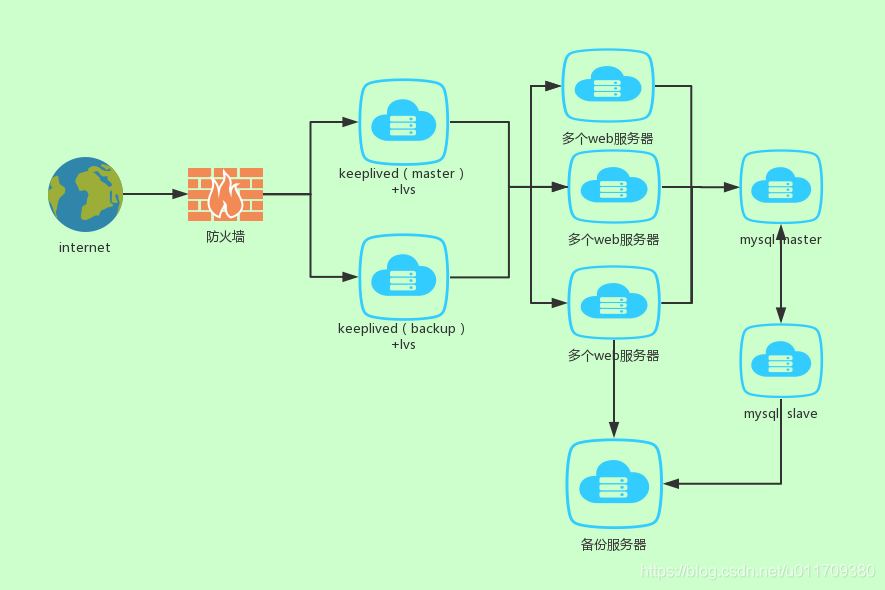 internet
防火墙
keeplived（master）
+lvs
keeplived（backup）
+lvs
多个web服务器
多个web服务器
多个web服务器
mysql master
mysql slave
备份服务器
https://blog.csdn.net/u011709380